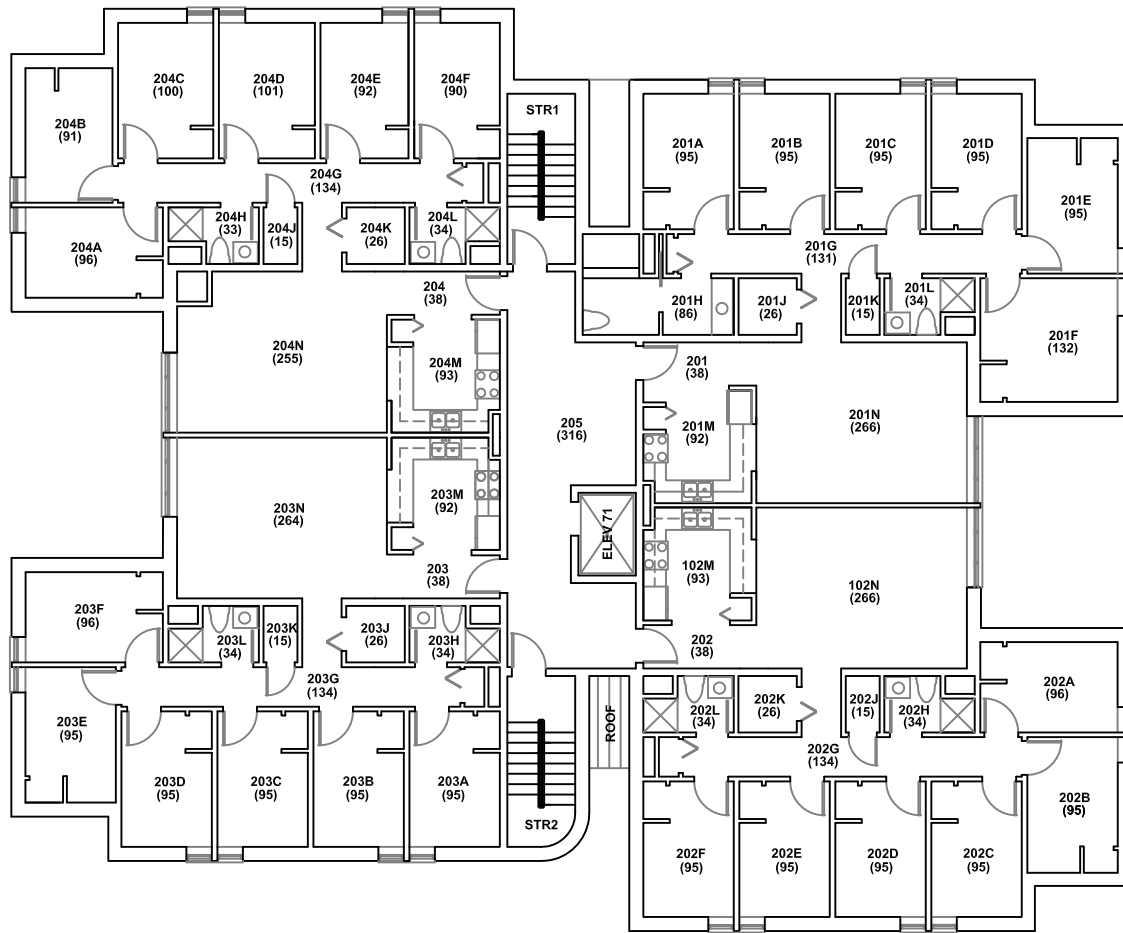 204C
(100)
204D
(101)
204E
(92)
204F
(90)
204B
(91)
STR1
201A
(95)
201B
(95)
201C
(95)
201D
(95)
201E
(95)
204G
(134)
204H
(33)
204J
(15)
204K
(26)
204L
(34)
204A
(96)
201G
(131)
201H
(86)
201J
(26)
201K
(15)
201L
(34)
201F
(132)
204
(38)
204N
(255)
204M
(93)
201
(38)
201N
(266)
205
(316)
201M
(92)
203N
(264)
203M
(92)
ELEV 71
102M
(93)
102N
(266)
203
(38)
202
(38)
203F
(96)
203L
(34)
203K
(15)
203J
(26)
203H
(34)
203G
(134)
202A
(96)
202L
(34)
202K
(26)
202J
(15)
202H
(34)
203E
(95)
ROOF
202G
(134)
203D
(95)
203C
(95)
203B
(95)
203A
(95)
202B
(95)
STR2
202F
(95)
202E
(95)
202D
(95)
202C
(95)